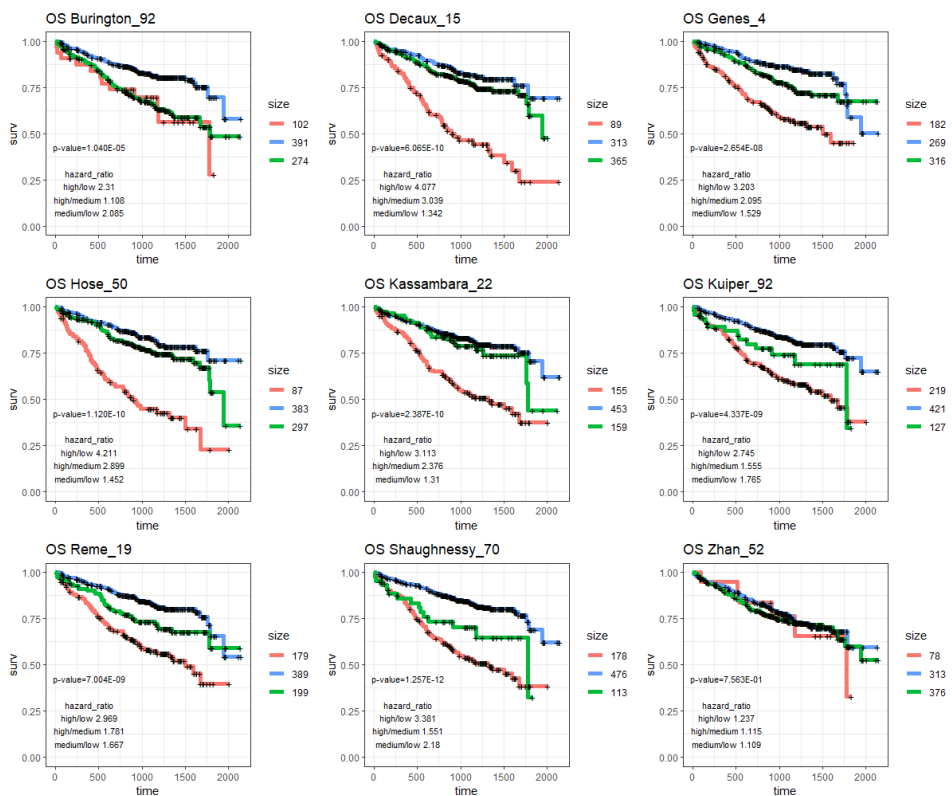 OS Burington_92
surv
1.00
0.75
0.50
0.25
0.00
p-value=1.040E-05
hazard_ratio
high/low 2.31
high/medium 1.108
medium/low 2.085
0 500 1000 1500 2000
time
size
102
391
274
OS Decaux_15
surv
1.00
0.75
0.50
0.25
0.00
p-value=6.065E-10
hazard_ratio
high/low 4.077
high/medium 3.039
medium/low 1.342
0 500 1000 1500 2000
time
size
89
313
365
OS Genes_4
surv
1.00
0.75
0.50
0.25
0.00
p-value=2.654E-08
hazard_ratio
high/low 3.203
high/medium 2.095
medium/low 1.529
0 500 1000 1500 2000
time
size
182
269
316
OS Hose_50
surv
1.00
0.75
0.50
0.25
0.00
p-value=1.120E-10
hazard_ratio
high/low 4.211
high/medium 2.899
medium/low 1.452
0 500 1000 1500 2000
time
size
87
383
297
OS Kassambara_22
surv
1.00
0.75
0.50
0.25
0.00
p-value=2.387E-10
hazard_ratio
high/low 3.113
high/medium 2.376
medium/low 1.31
0 500 1000 1500 2000
time
size
155
453
159
OS Kuiper_92
surv
1.00
0.75
0.50
0.25
0.00
p-value=4.337E-09
hazard_ratio
high/low 2.745
high/medium 1.555
medium/low 1.765
0 500 1000 1500 2000
time
size
219
421
127
OS Reme_19
surv
1.00
0.75
0.50
0.25
0.00
p-value=7.004E-09
hazard_ratio
high/low 2.969
high/medium 1.781
medium/low 1.667
0 500 1000 1500 2000
time
size
179
389
199
OS Shaughnessy_70
surv
1.00
0.75
0.50
0.25
0.00
p-value=1.257E-12
hazard_ratio
high/low 3.381
high/medium 1.551
medium/low 2.18
0 500 1000 1500 2000
time
size
178
476
113
OS Zhan_52
surv
1.00
0.75
0.50
0.25
0.00
p-value=7.563E-01
hazard_ratio
high/low 1.237
high/medium 1.115
medium/low 1.109
0 500 1000 1500 2000
time
size
78
313
376